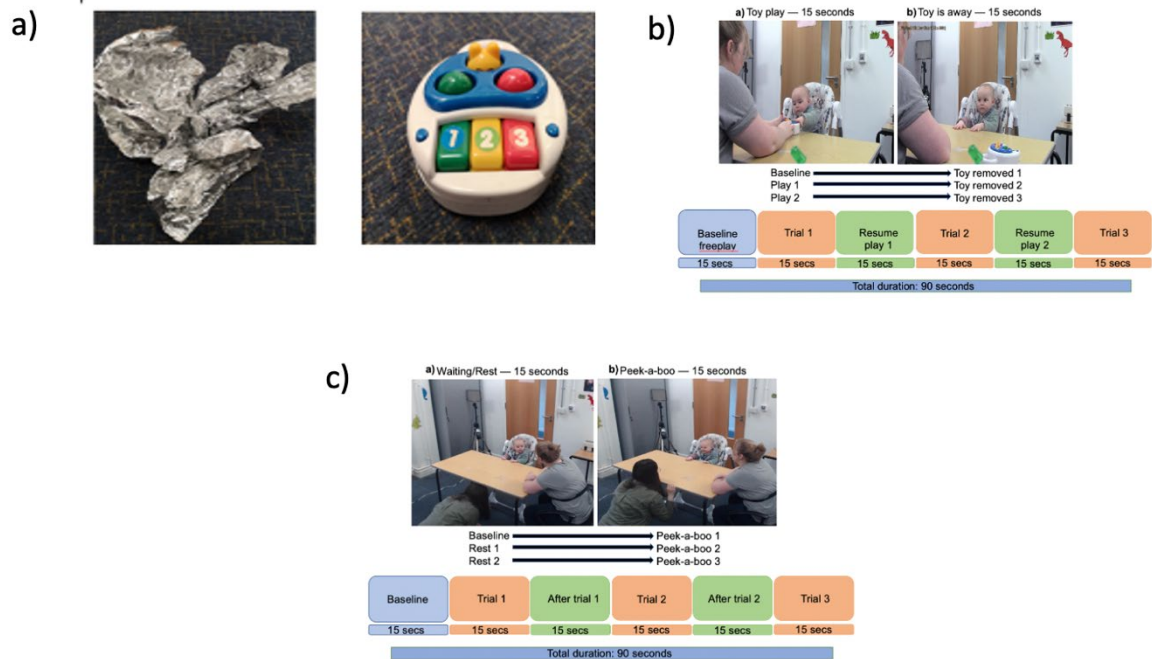 a)
1 2 3
b)
a) Toy play — 15 seconds
b) Toy is away — 15 seconds
Baseline Toy removed 1
Play 1 Toy removed 2
Play 2 Toy removed 3
Baseline freeplay
Trial 1
Resume play 1
Trial 2
Resume play 2
Trial 3
15 secs 15 secs 15 secs 15 secs 15 secs 15 secs
Total duration: 90 seconds
c)
a) Waiting/Rest — 15 seconds
b) Peek-a-boo — 15 seconds
Baseline Peek-a-boo 1
Rest 1 Peek-a-boo 2
Rest 2 Peek-a-boo 3
Baseline Trial 1 After trial 1 Trial 2 After trial 2 Trial 3
15 secs 15 secs 15 secs 15 secs 15 secs 15 secs
Total duration: 90 seconds